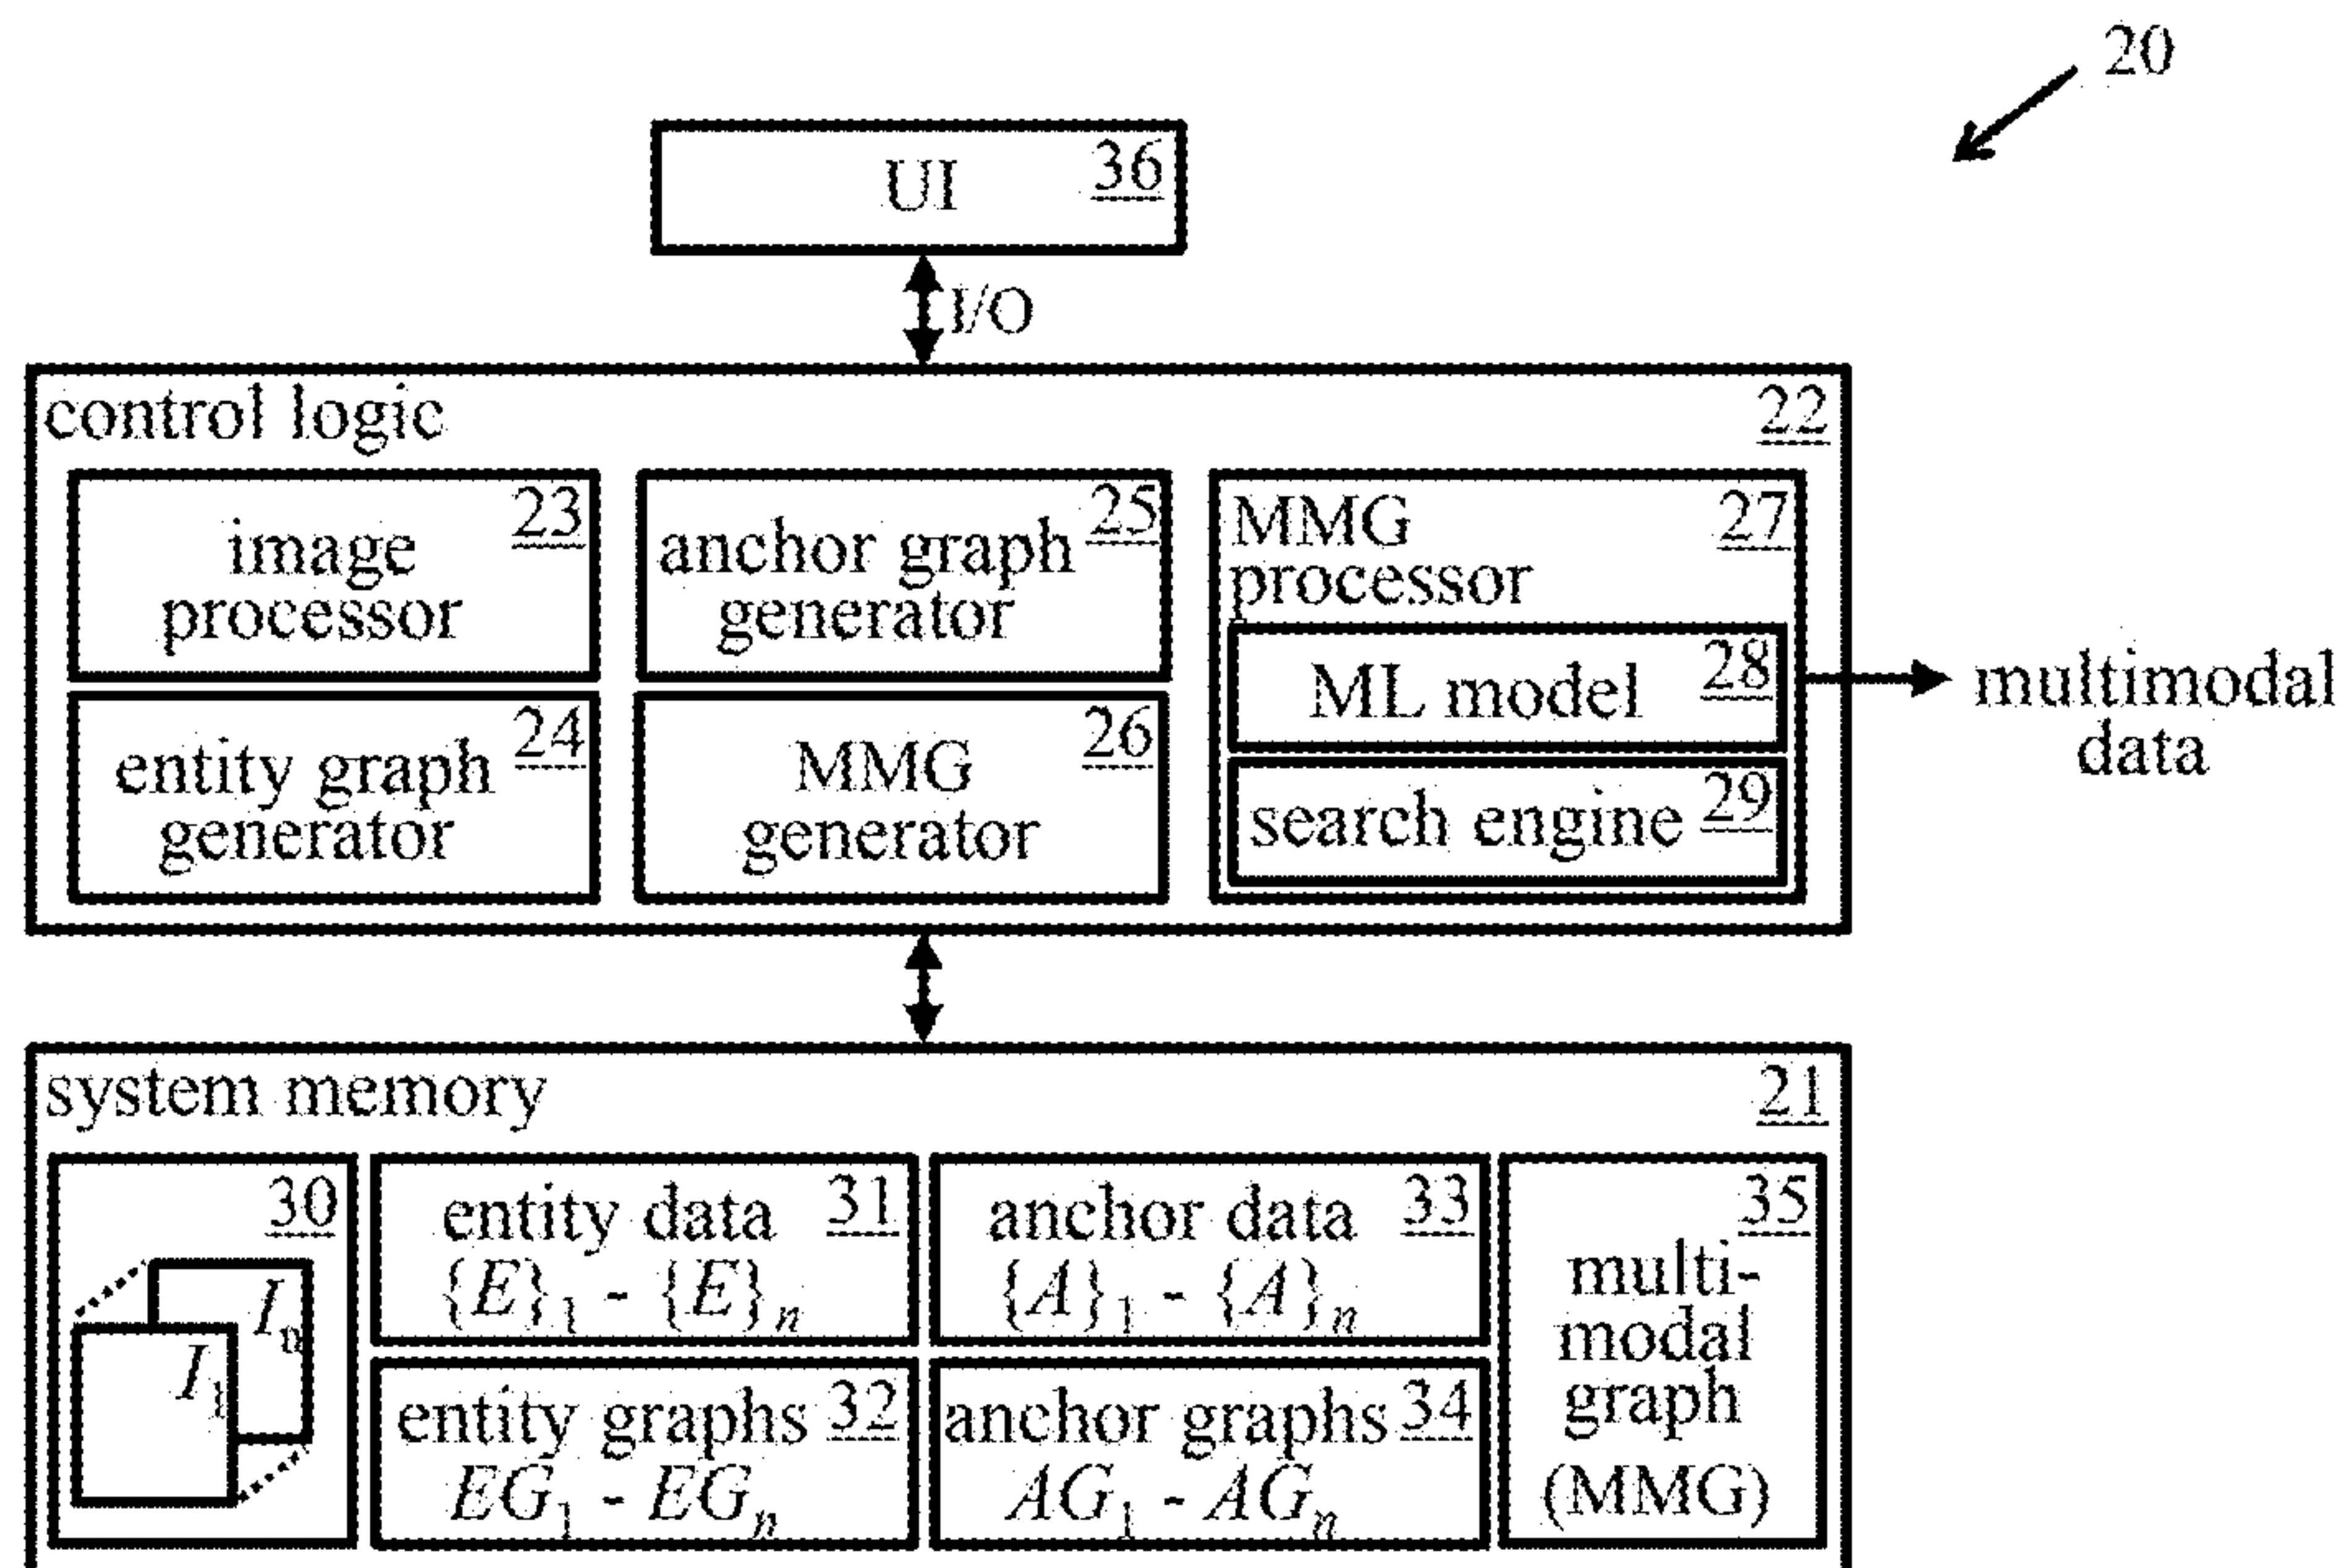 20
UI 36
I/O
control logic 22
image 23
processor
anchor graph 25
generator
MMG 27
processor
ML model 28
search engine 29
entity graph 24
generator
MMG 26
generator
multimodal
data
system memory 21
30
I₁
Iₙ
entity data 31
{E}₁ - {E}ₙ
anchor data 33
{A}₁ - {A}ₙ
entity graphs 32
EG₁ - EGₙ
anchor graphs 34
AG₁ - AGₙ
35
multi-
modal
graph
(MMG)